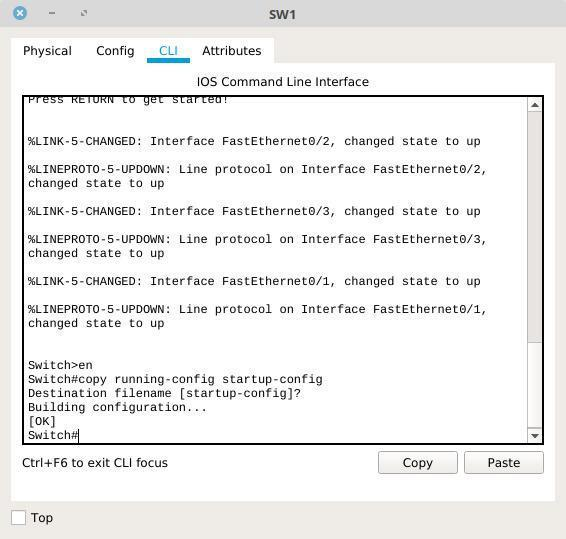 SW1
Physical Config CLI Attributes
IOS Command Line Interface
Press RETURN to get started!
%LINK-5-CHANGED: Interface FastEthernet0/2, changed state to up
%LINEPROTO-5-UPDOWN: Line protocol on Interface FastEthernet0/2,
changed state to up
%LINK-5-CHANGED: Interface FastEthernet0/3, changed state to up
%LINEPROTO-5-UPDOWN: Line protocol on Interface FastEthernet0/3,
changed state to up
%LINK-5-CHANGED: Interface FastEthernet0/1, changed state to up
%LINEPROTO-5-UPDOWN: Line protocol on Interface FastEthernet0/1,
changed state to up
Switch>en
Switch#copy running-config startup-config
Destination filename [startup-config]?
Building configuration...
[OK]
Switch#
Ctrl+F6 to exit CLI focus
Copy Paste
Top